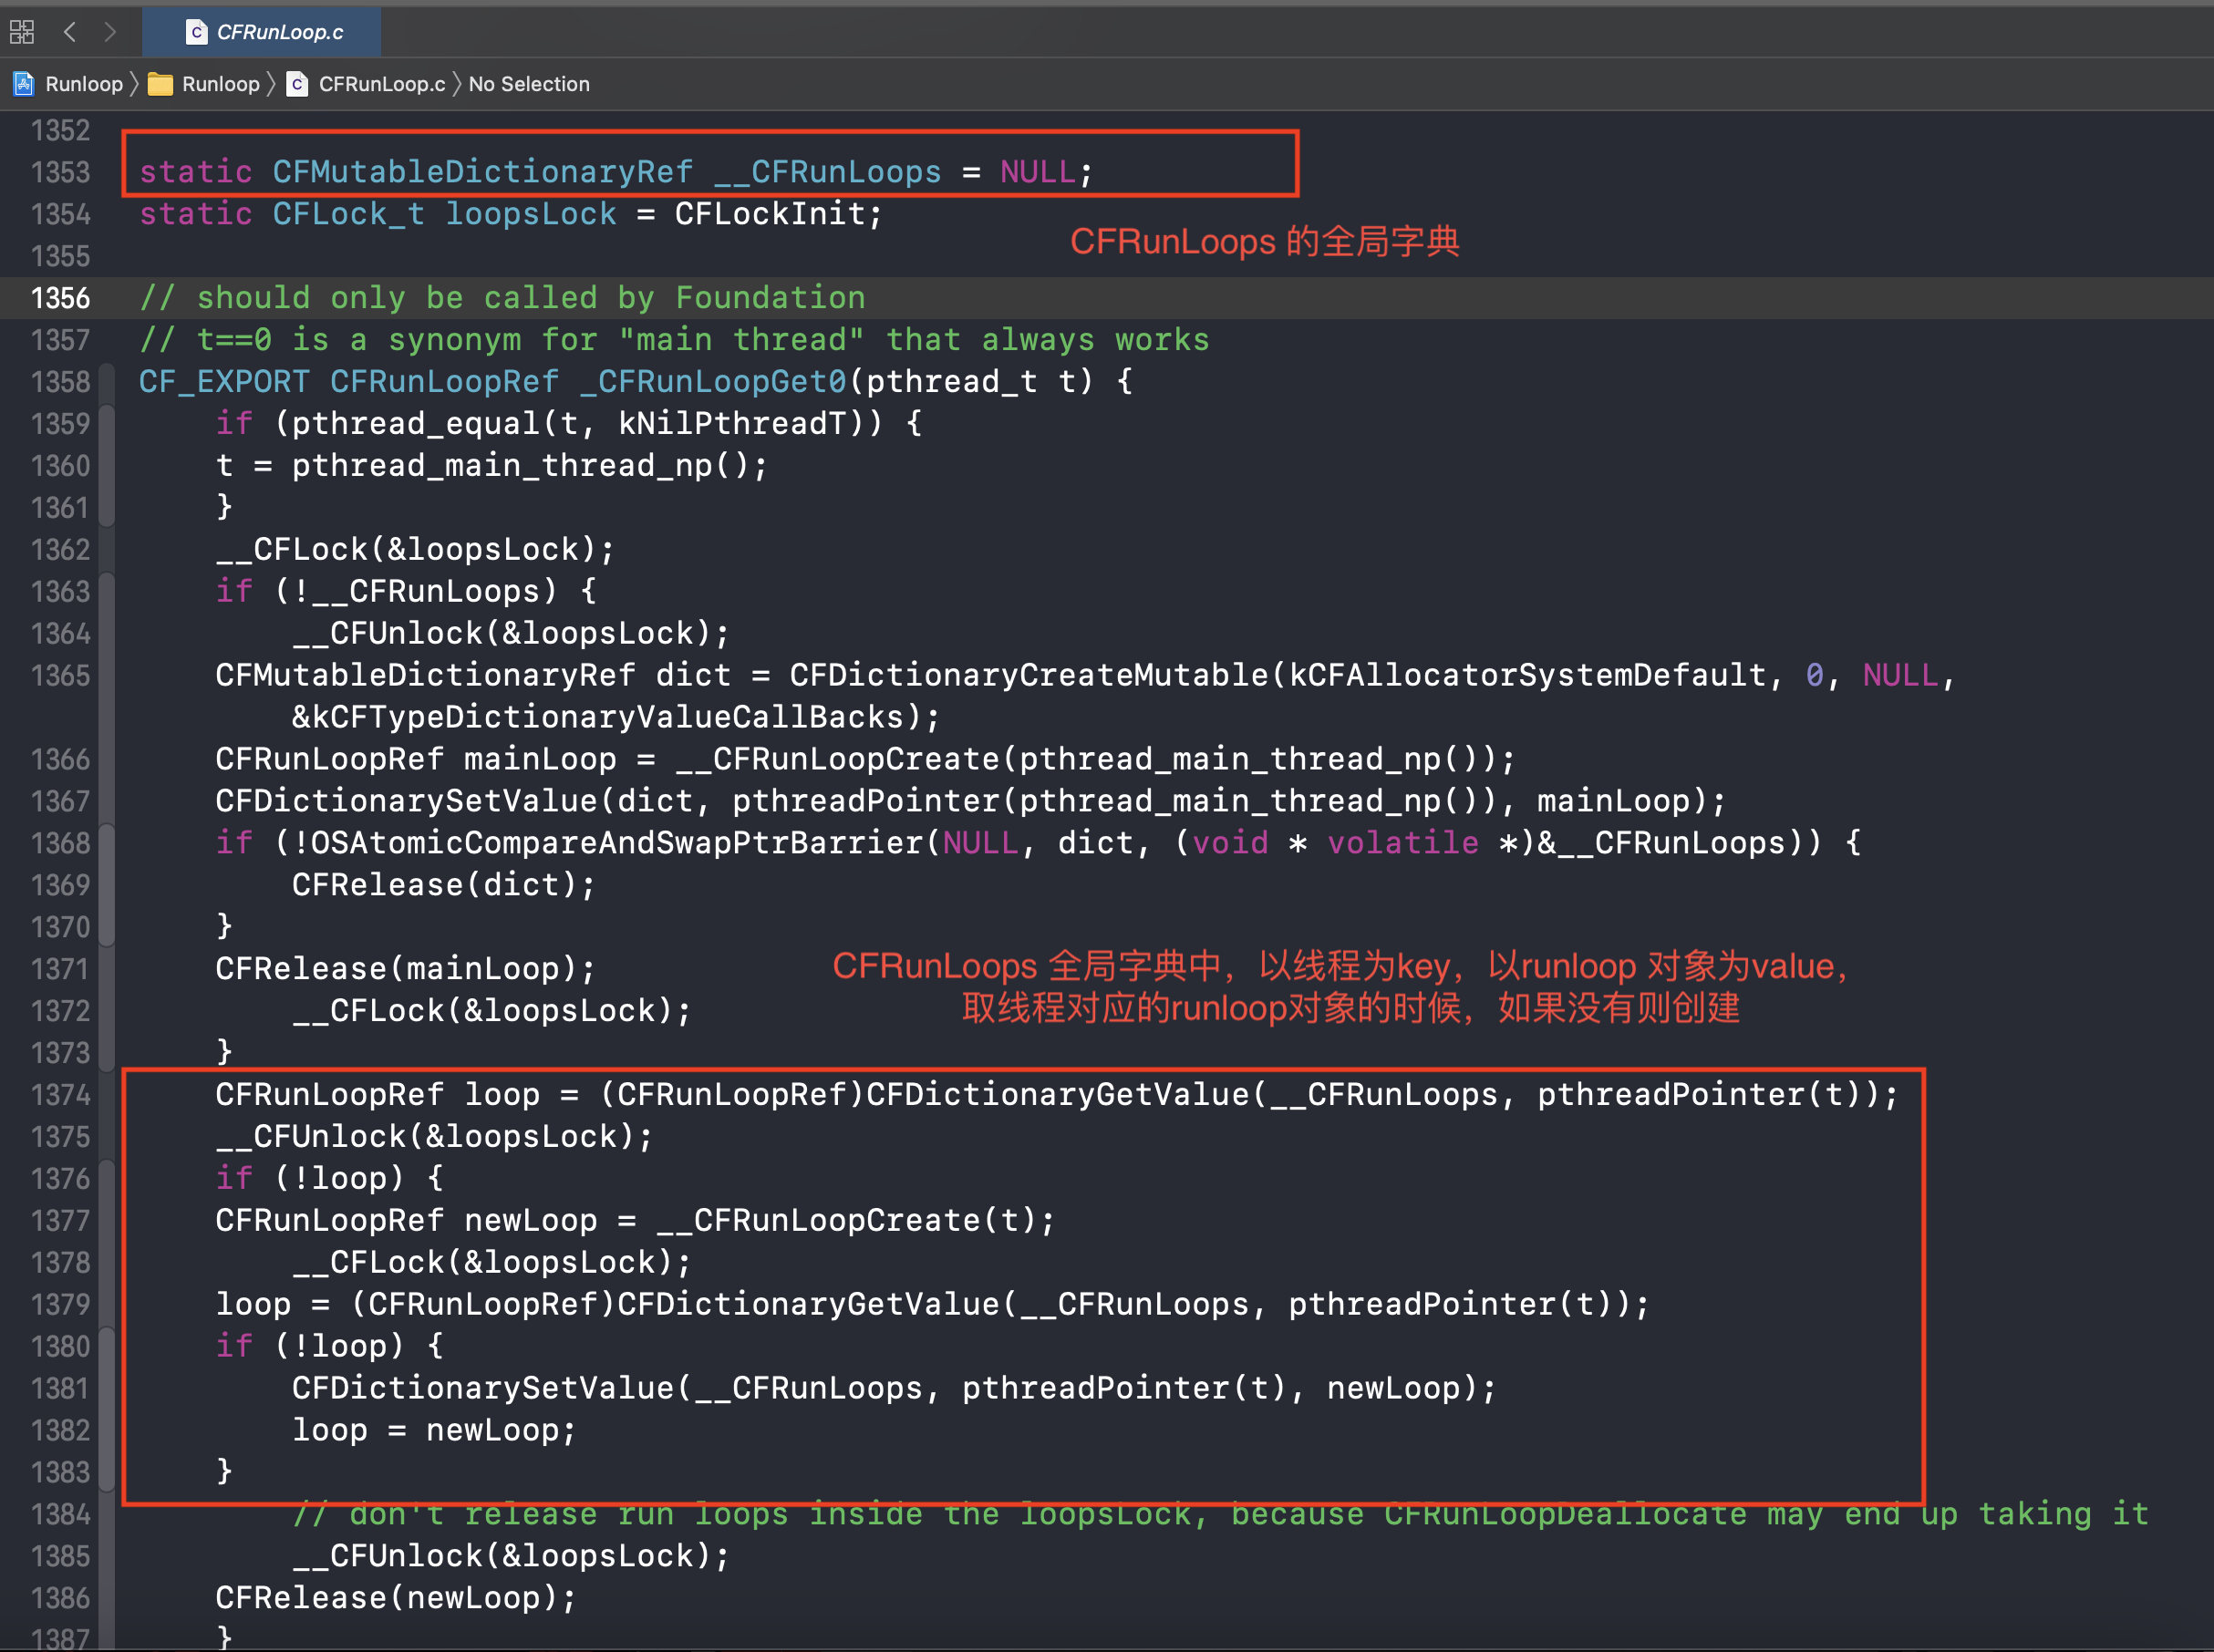 CFRunLoop.c
Runloop 〉 Runloop 〉 CFRunLoop.c 〉 No Selection
1352
1353 static CFMutableDictionaryRef __CFRunLoops = NULL;
1354 static CFLock_t loopsLock = CFLockInit;
CFRunLoops 的全局字典
1355
1356 // should only be called by Foundation
1357 // t==0 is a synonym for "main thread" that always works
1358 CF_EXPORT CFRunLoopRef _CFRunLoopGet0(pthread_t t) {
1359 if (pthread_equal(t, kNilPthreadT)) {
1360 t = pthread_main_thread_np();
1361 }
1362 __CFLock(&loopsLock);
1363 if (!__CFRunLoops) {
1364 __CFUnlock(&loopsLock);
1365 CFMutableDictionaryRef dict = CFDictionaryCreateMutable(kCFAllocatorSystemDefault, 0, NULL,
&kCFTypeDictionaryValueCallBacks);
1366 CFRunLoopRef mainLoop = __CFRunLoopCreate(pthread_main_thread_np());
1367 CFDictionarySetValue(dict, pthreadPointer(pthread_main_thread_np()), mainLoop);
1368 if (!OSAtomicCompareAndSwapPtrBarrier(NULL, dict, (void * volatile *)&__CFRunLoops)) {
1369 CFRelease(dict);
1370 }
1371 CFRelease(mainLoop);
CFRunLoops 全局字典中，以线程为key，以runloop 对象为value，
1372 __CFLock(&loopsLock);
取线程对应的runloop对象的时候，如果没有则创建
1373 }
1374 CFRunLoopRef loop = (CFRunLoopRef)CFDictionaryGetValue(__CFRunLoops, pthreadPointer(t));
1375 __CFUnlock(&loopsLock);
1376 if (!loop) {
1377 CFRunLoopRef newLoop = __CFRunLoopCreate(t);
1378 __CFLock(&loopsLock);
1379 loop = (CFRunLoopRef)CFDictionaryGetValue(__CFRunLoops, pthreadPointer(t));
1380 if (!loop) {
1381 CFDictionarySetValue(__CFRunLoops, pthreadPointer(t), newLoop);
1382 loop = newLoop;
1383 }
1384 // don't release run loops inside the loopsLock, because CFRunLoopDeallocate may end up taking it
1385 __CFUnlock(&loopsLock);
1386 CFRelease(newLoop);
1387 }